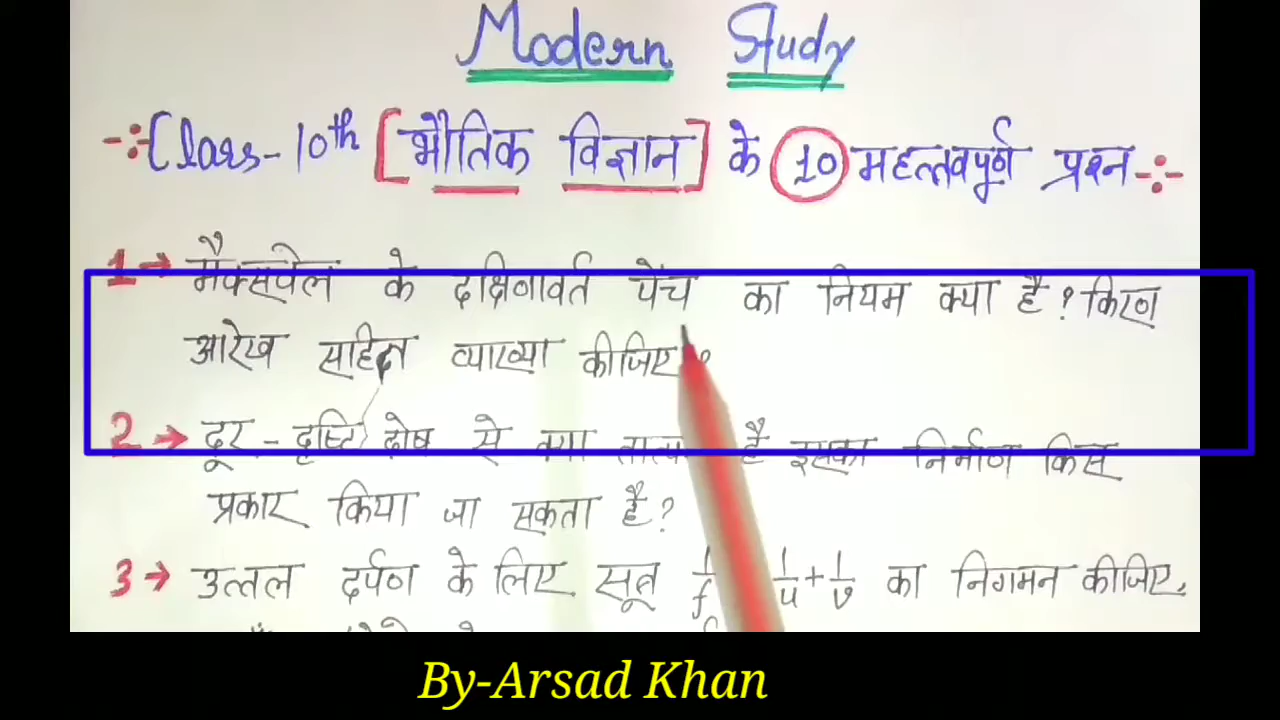 Modern Study
Class-10th [भौतिक विज्ञान] के 10 महत्वपूर्ण प्रश्न
1→ मैक्सवेल के दक्षिणावर्त पेंच का नियम क्या है? किरण
आरेख सहित व्याख्या कीजिए?
2→ दूर-दृष्टि दोष से क्या है इसका निर्माण किस
प्रकार किया जा सकता है?
3→ उत्तल दर्पण के लिए सूत्र 1/f 1/u+1/v का निगमन कीजिए.
By-Arsad Khan